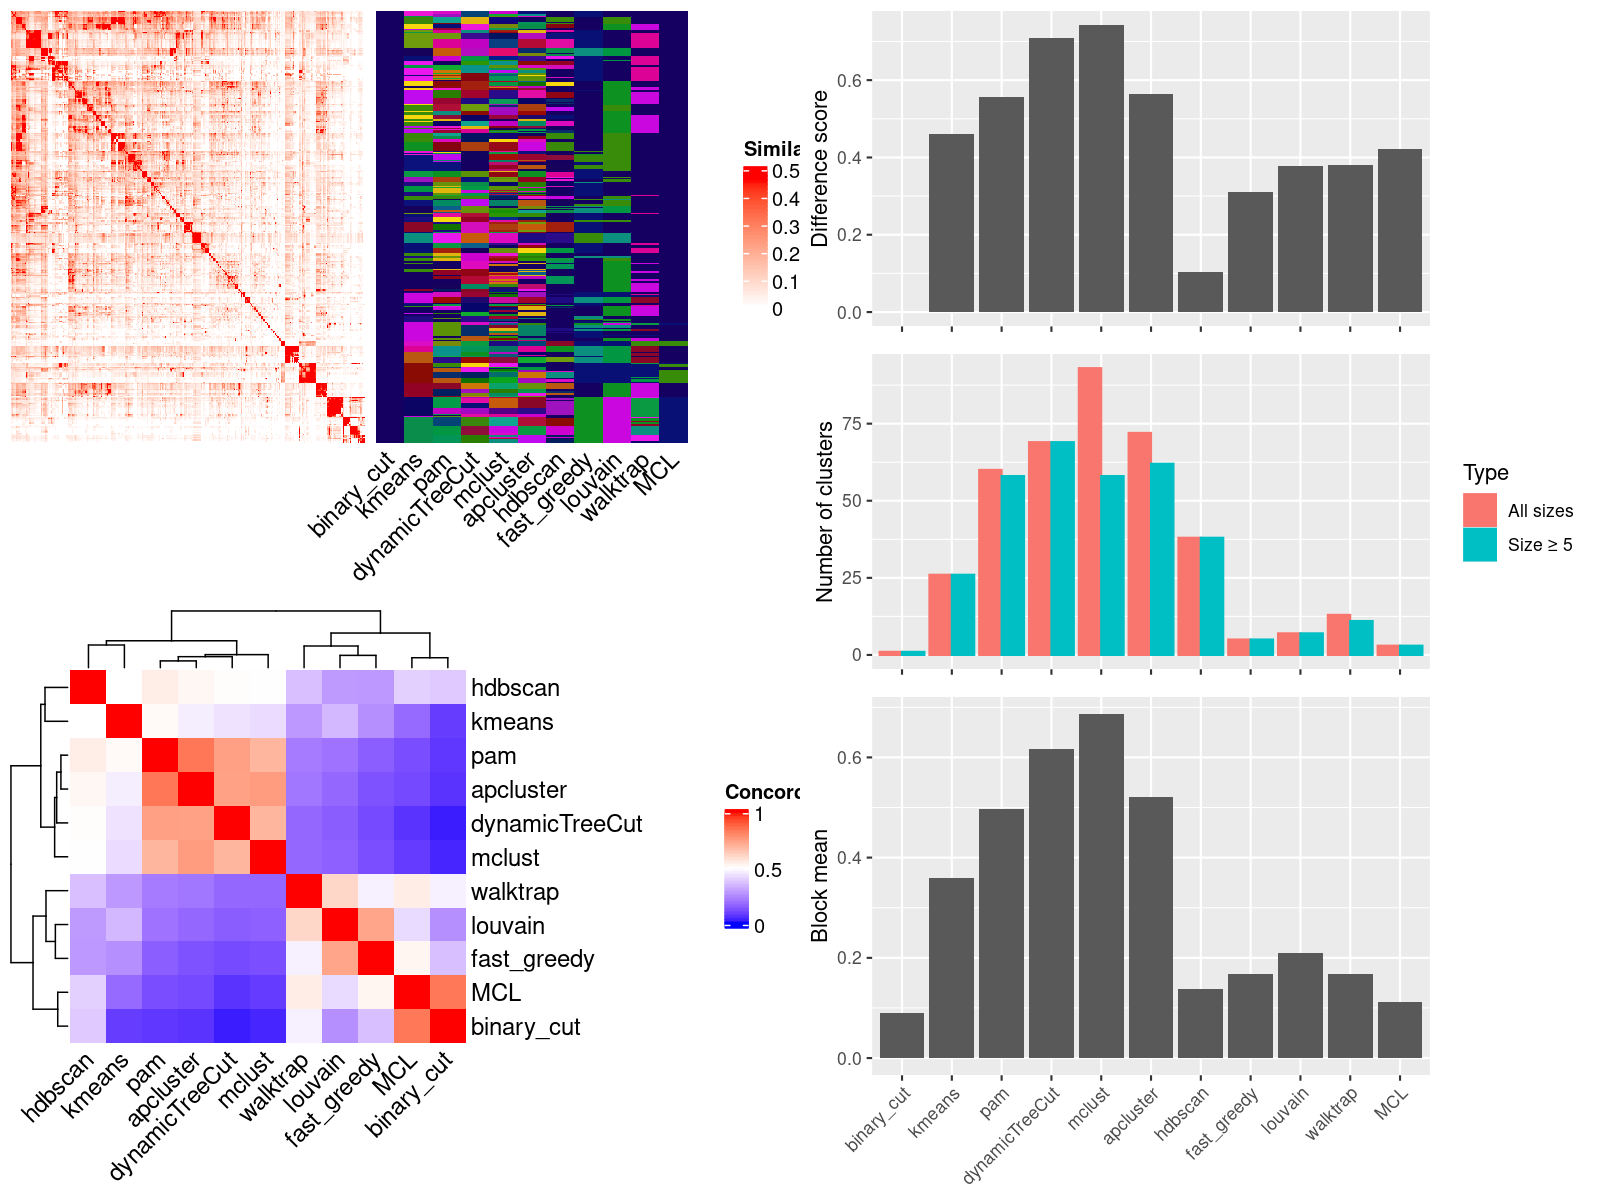 Simila
0.5
0.4
0.3
0.2
0.1
0
binary_cut
kmeans
pam
dynamicTreeCut
mclust
apcluster
hdbscan
fast_greedy
louvain
walktrap
MCL
hdbscan
kmeans
pam
apcluster
dynamicTreeCut
mclust
walktrap
louvain
fast_greedy
MCL
binary_cut
hdbscan
kmeans
pam
apcluster
dynamicTreeCut
mclust
walktrap
louvain
fast_greedy
MCL
binary_cut
Concord
1
0.5
0
Difference score
0.6
0.4
0.2
0.0
Number of clusters
75
50
25
0
Type
All sizes
Size ≥ 5
Block mean
0.6
0.4
0.2
0.0
binary_cut
kmeans
pam
dynamicTreeCut
mclust
apcluster
hdbscan
fast_greedy
louvain
walktrap
MCL